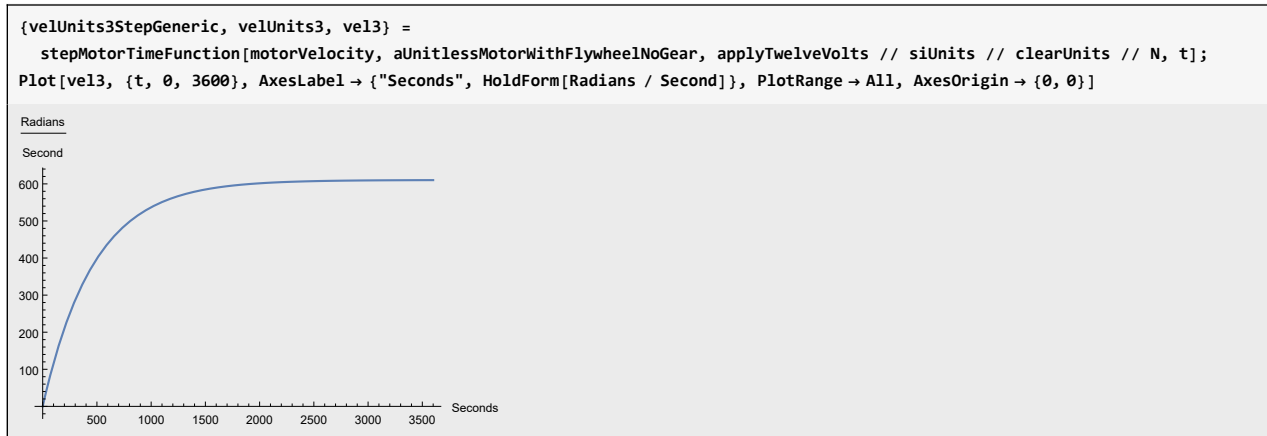 {velUnits3StepGeneric, velUnits3, vel3} =
stepMotorTimeFunction[motorVelocity, aUnitlessMotorWithFlywheelNoGear, applyTwelveVolts // siUnits // clearUnits // N, t];
Plot[vel3, {t, 0, 3600}, AxesLabel → {"Seconds", HoldForm[Radians / Second]}, PlotRange → All, AxesOrigin → {0, 0}]
Radians
Second
600
500
400
300
200
100
500 1000 1500 2000 2500 3000 3500 Seconds